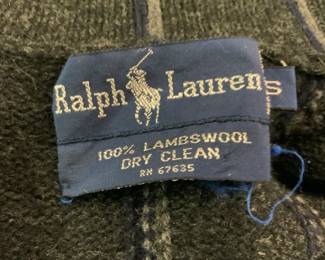 Ralph Lauren S
100% LAMBSWOOL
DRY CLEAN
RN 67635